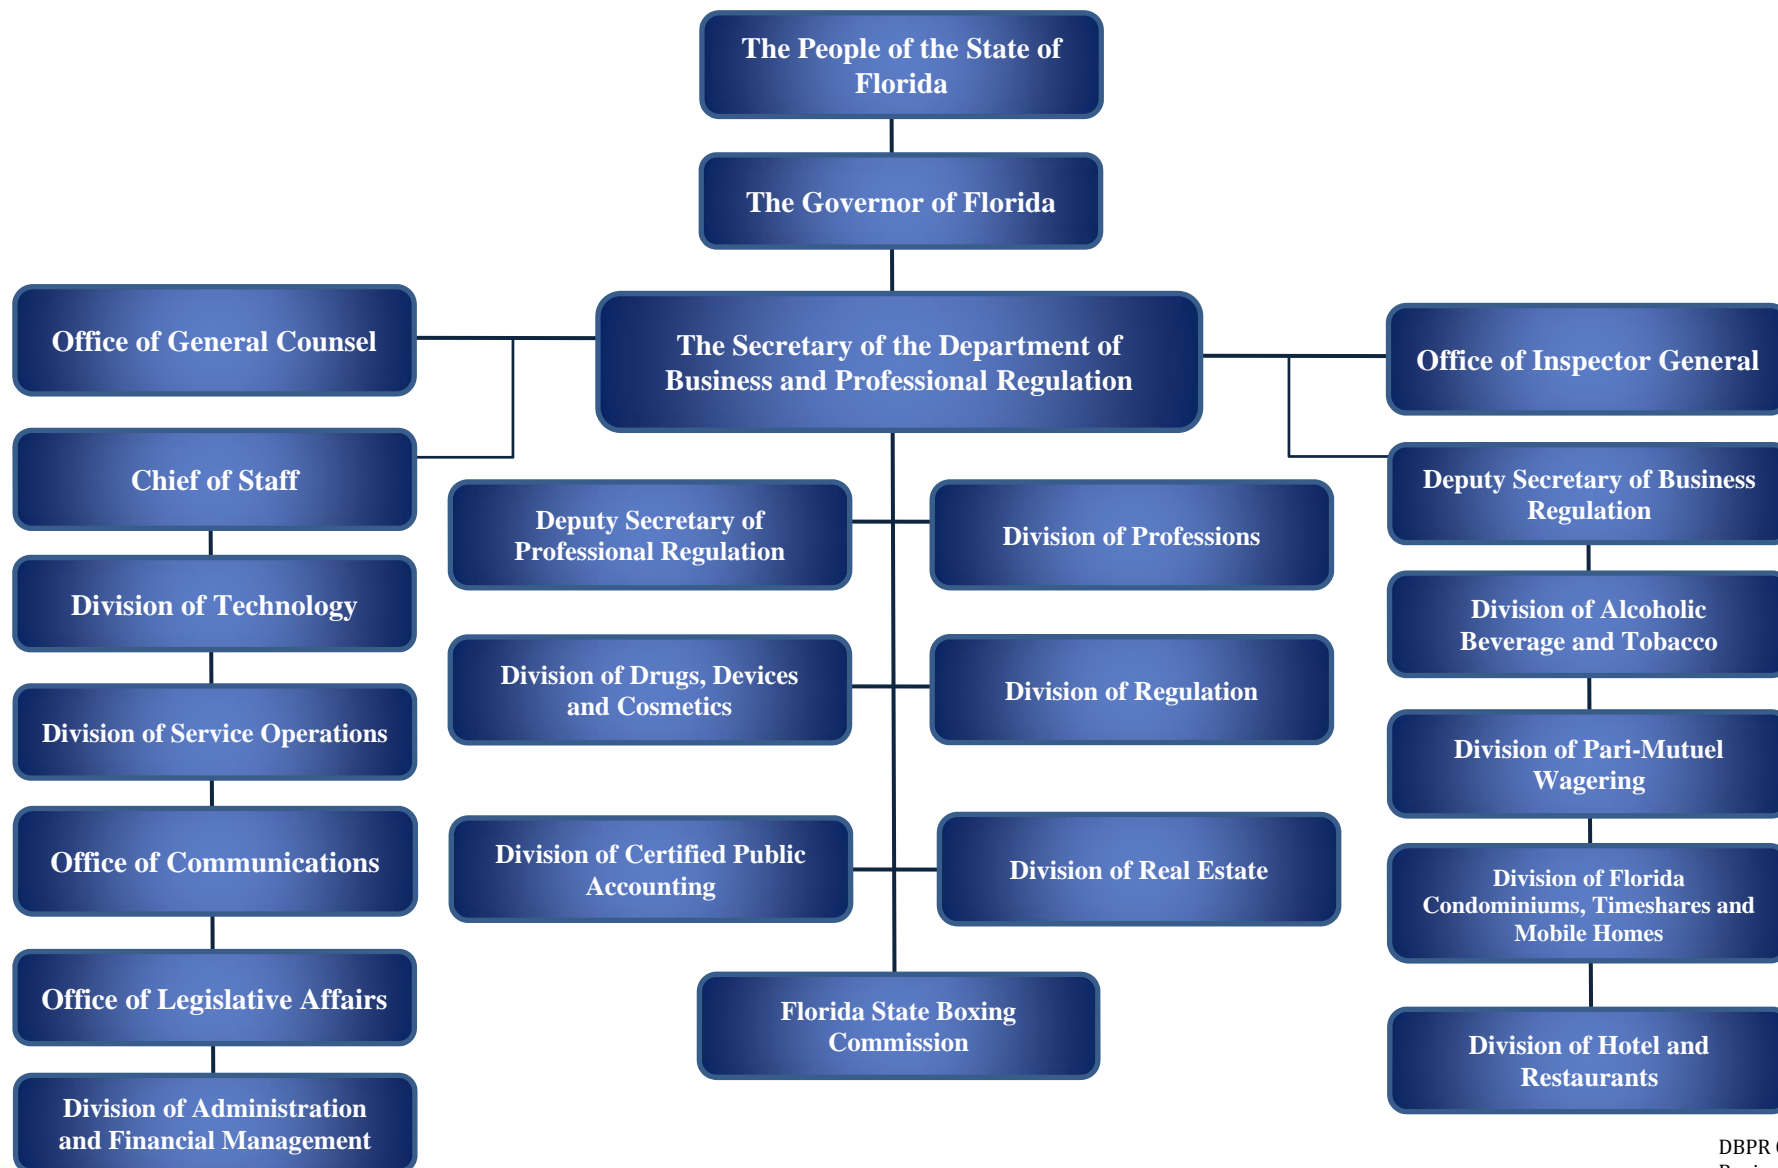 The People of the State of
Florida
The Governor of Florida
Office of General Counsel
The Secretary of the Department of
Business and Professional Regulation
Office of Inspector General
Chief of Staff
Deputy Secretary of
Professional Regulation
Division of Professions
Deputy Secretary of Business
Regulation
Division of Technology
Division of Alcoholic
Beverage and Tobacco
Division of Drugs, Devices
and Cosmetics
Division of Regulation
Division of Service Operations
Division of Pari-Mutuel
Wagering
Office of Communications
Division of Certified Public
Accounting
Division of Real Estate
Division of Florida
Condominiums, Timeshares and
Mobile Homes
Office of Legislative Affairs
Florida State Boxing
Commission
Division of Hotel and
Restaurants
Division of Administration
and Financial Management
DBPR